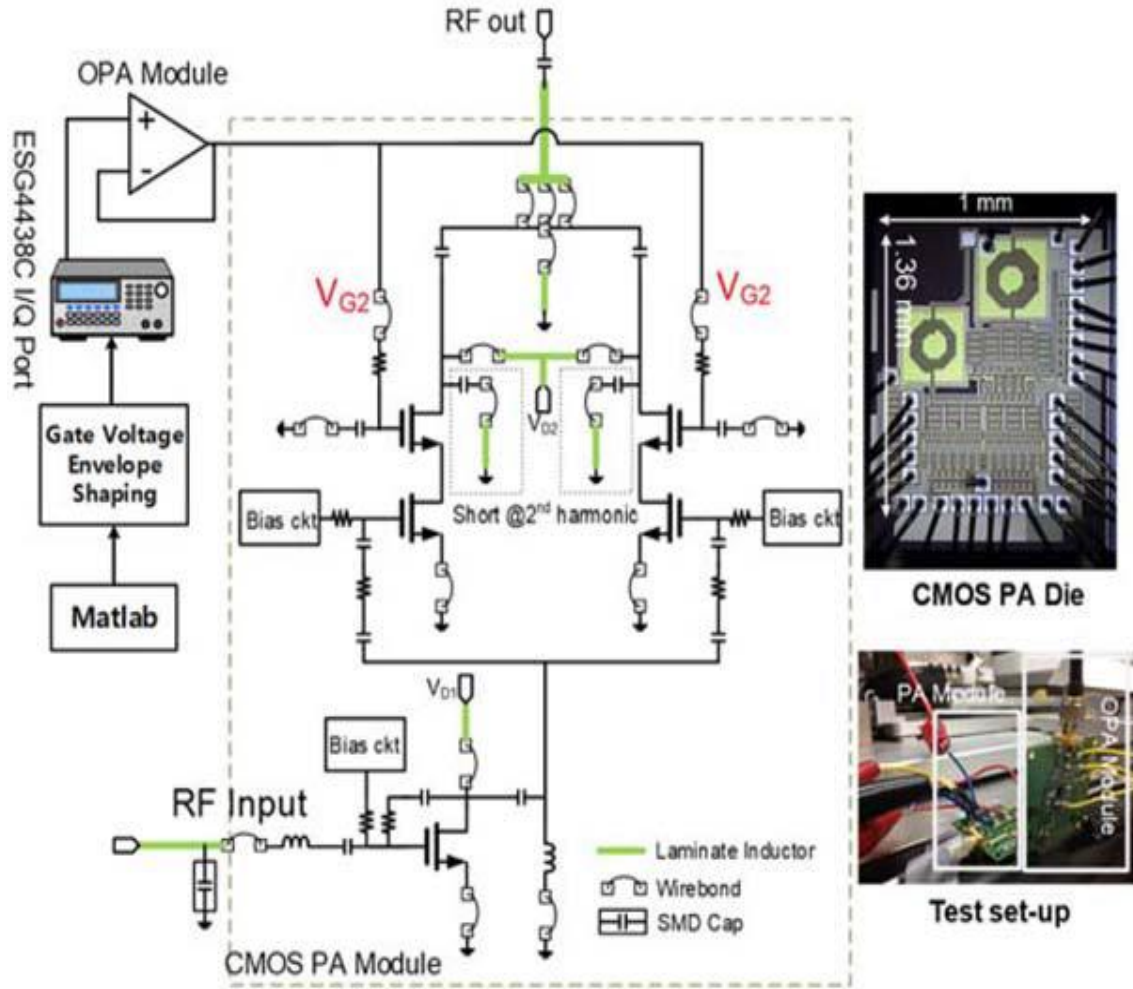 RF out
OPA Module
+
-
ESG4438C I/Q Port
VG2
VG2
1 mm
1.36 mm
VD2
Gate Voltage
Envelope
Shaping
Bias ckt
Short @2nd harmonic
Bias ckt
CMOS PA Die
Matlab
VD1
PA Module
OPA Module
Bias ckt
RF Input
Laminate Inductor
Wirebond
SMD Cap
Test set-up
CMOS PA Module